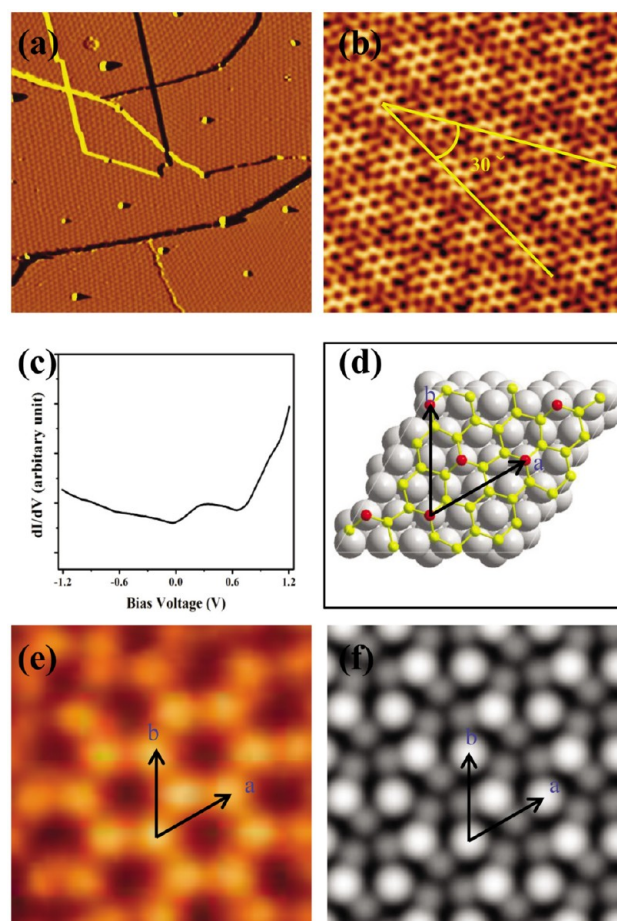 (a)
(b)
30°
(c)
dI/dV (arbitary unit)
-1.2
-0.6
0.0
0.6
1.2
Bias Voltage (V)
(d)
b
a
(e)
b
a
(f)
b
a